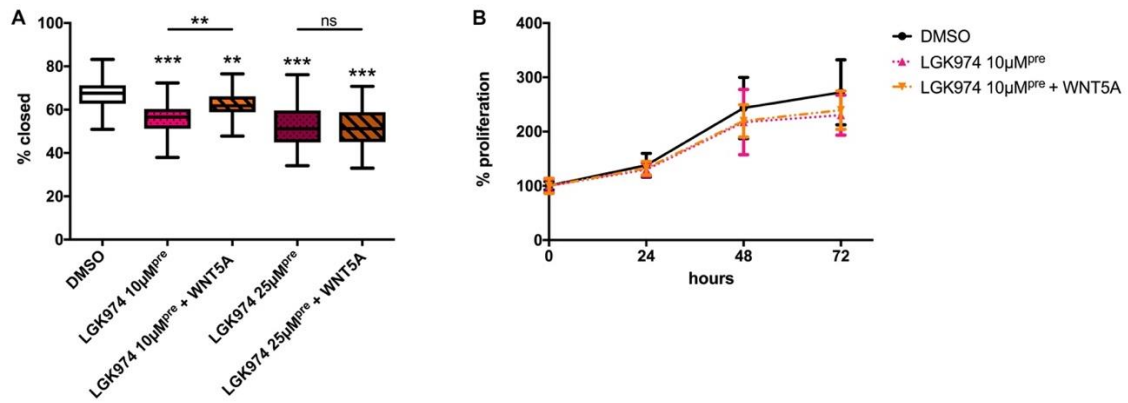 A
% closed
100
80
60
40
20
0
**
ns
***
**
***
***
DMSO
LGK974 10µMpre
LGK974 10µMpre + WNT5A
LGK974 25µMpre
LGK974 25µMpre + WNT5A
B
% proliferation
400
300
200
100
0
0
24
48
72
hours
DMSO
LGK974 10µMpre
LGK974 10µMpre + WNT5A